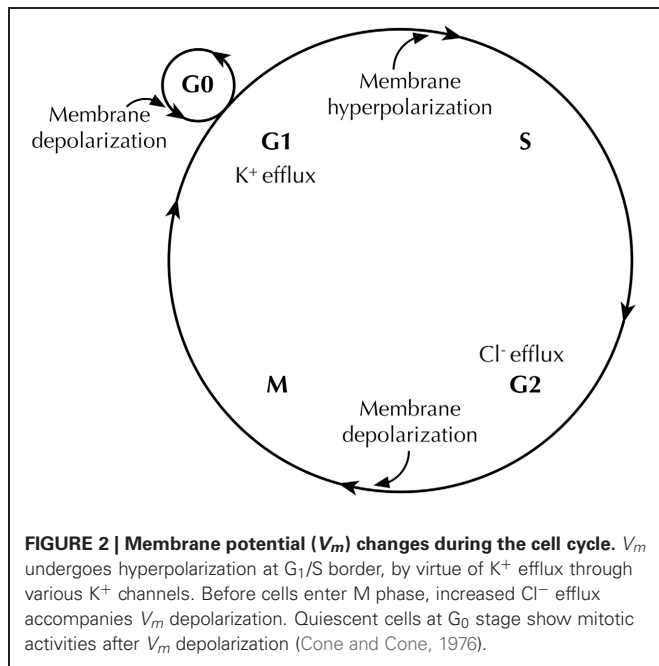 G0
Membrane
depolarization
Membrane
hyperpolarization
G1
K⁺ efflux
S
Cl⁻ efflux
G2
M
Membrane
depolarization
FIGURE 2 | Membrane potential (Vm) changes during the cell cycle. Vm
undergoes hyperpolarization at G₁/S border, by virtue of K⁺ efflux through
various K⁺ channels. Before cells enter M phase, increased Cl⁻ efflux
accompanies Vm depolarization. Quiescent cells at G₀ stage show mitotic
activities after Vm depolarization (Cone and Cone, 1976).